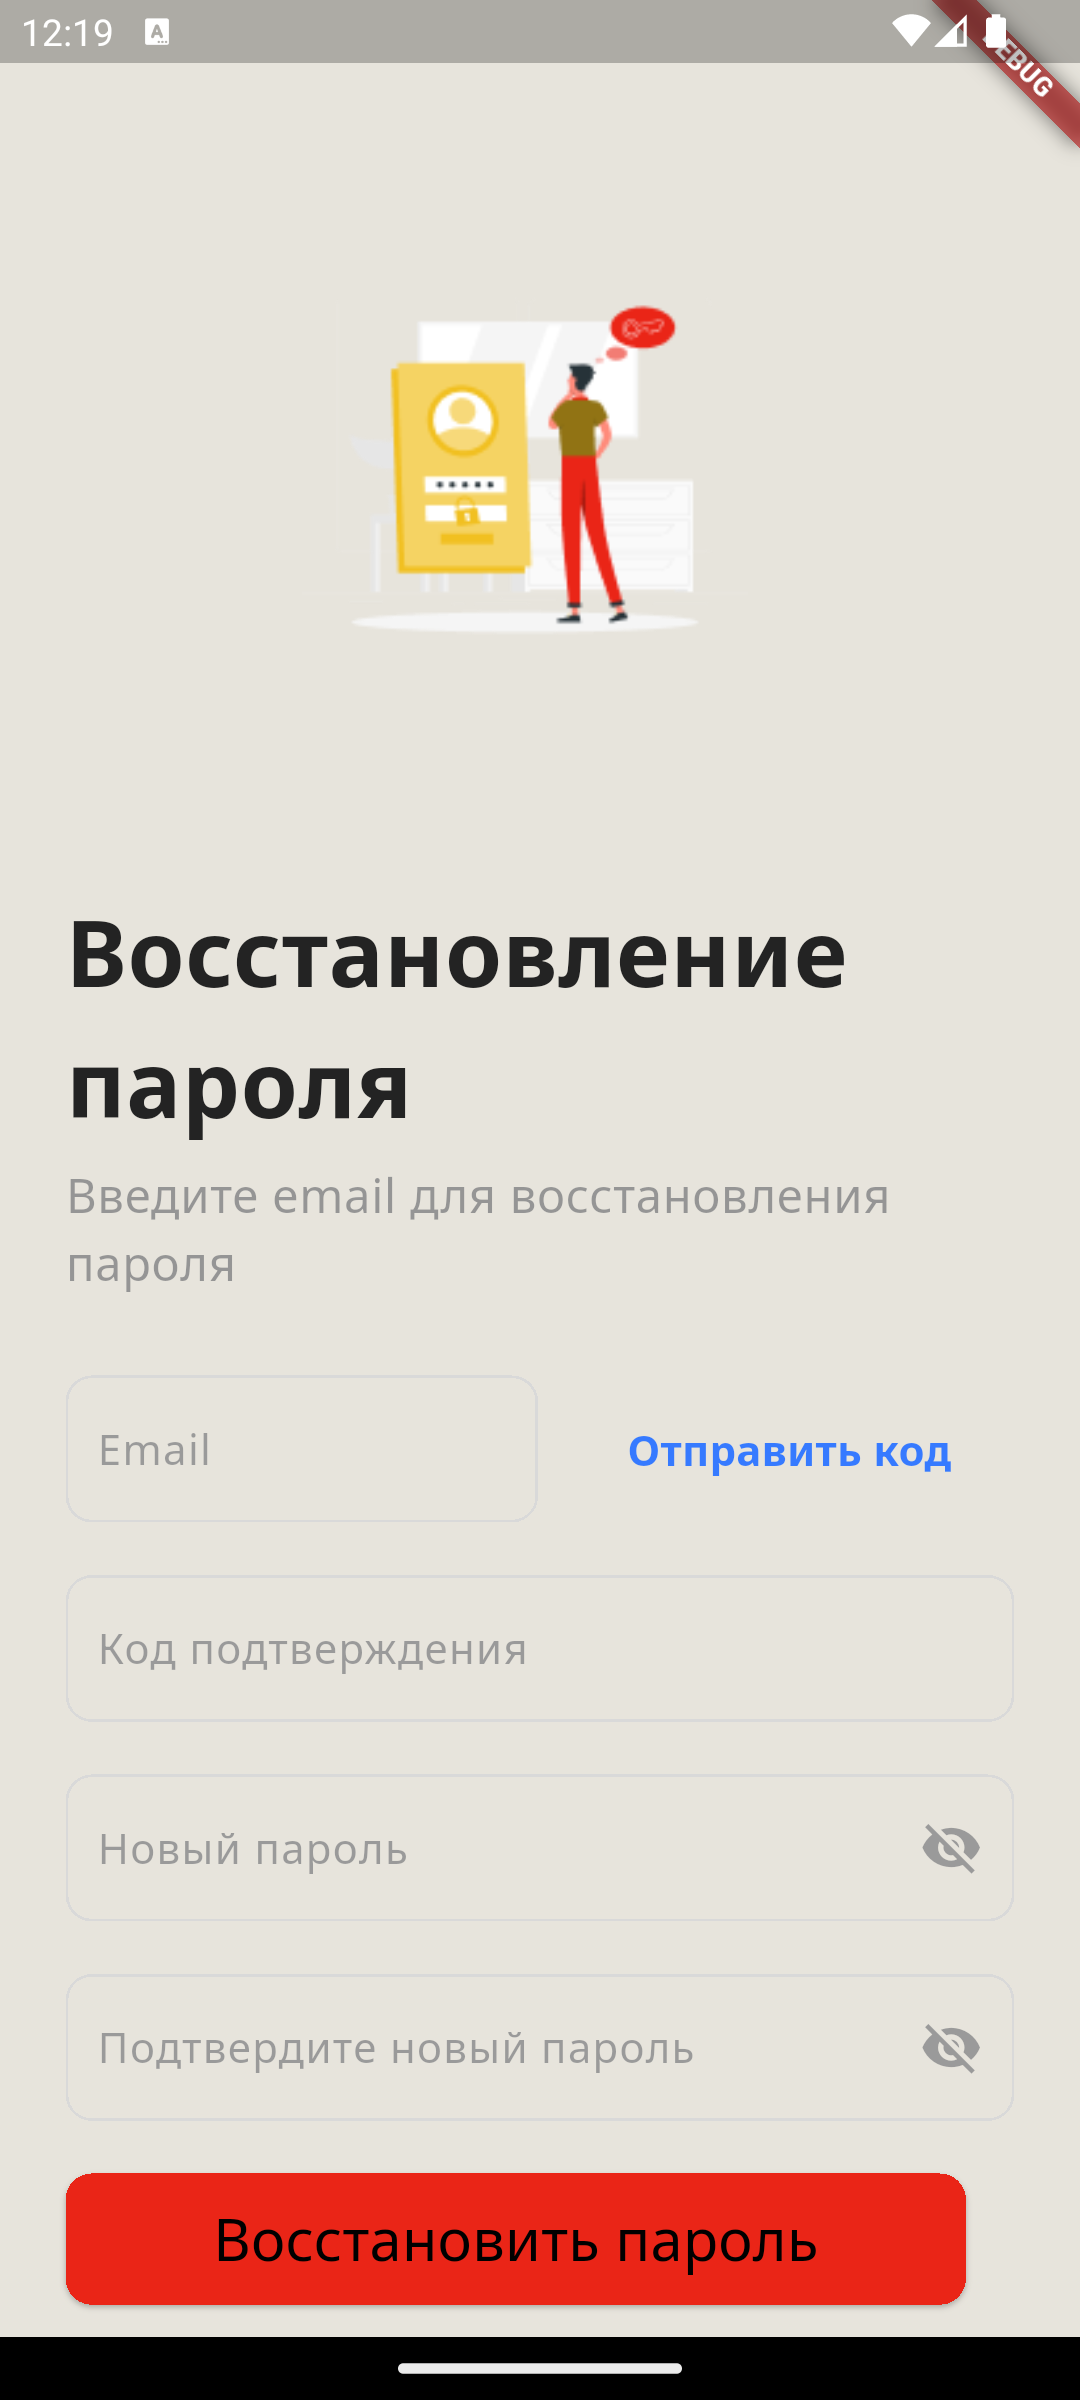 12:19
DEBUG
Восстановление
пароля
Введите email для восстановления
пароля
Email
Отправить код
Код подтверждения
Новый пароль
Подтвердите новый пароль
Восстановить пароль